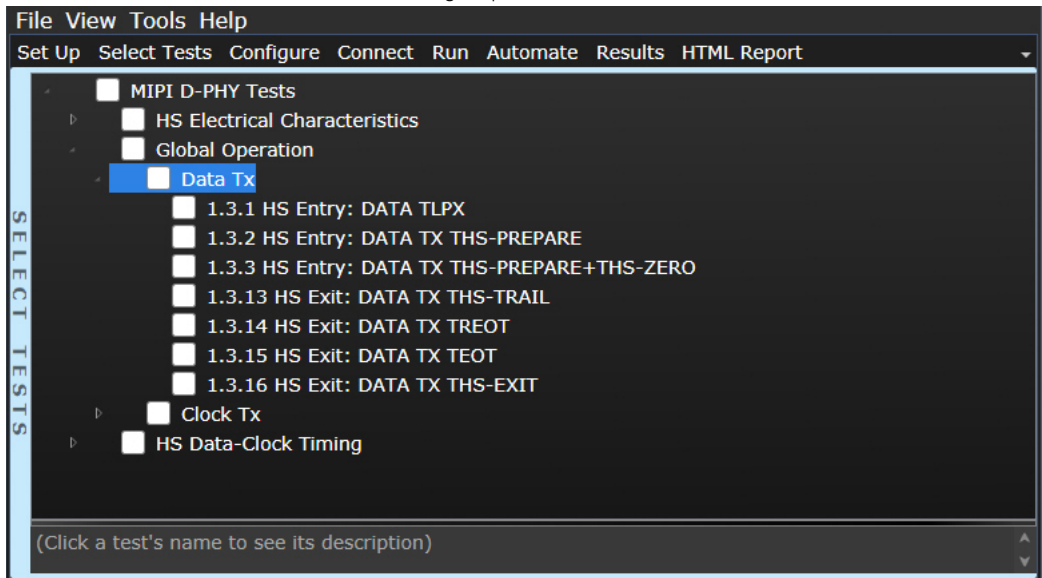 File View Tools Help
Set Up Select Tests Configure Connect Run Automate Results HTML Report
MIPI D-PHY Tests
HS Electrical Characteristics
Global Operation
Data Tx
1.3.1 HS Entry: DATA TLPX
1.3.2 HS Entry: DATA TX THS-PREPARE
1.3.3 HS Entry: DATA TX THS-PREPARE+THS-ZERO
1.3.13 HS Exit: DATA TX THS-TRAIL
1.3.14 HS Exit: DATA TX TREOT
1.3.15 HS Exit: DATA TX TEOT
1.3.16 HS Exit: DATA TX THS-EXIT
Clock Tx
HS Data-Clock Timing
SELECT TESTS
(Click a test's name to see its description)